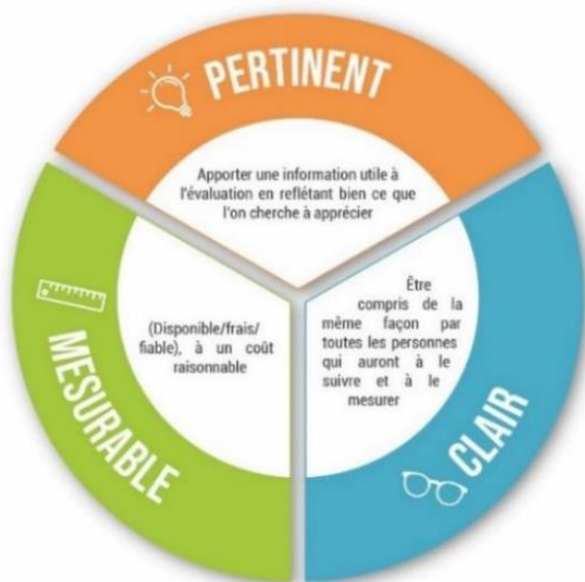 PERTINENT
Apporter une information utile à
l'évaluation en reflétant bien ce que
l'on cherche à apprécier
MESURABLE
(Disponible/frais/
fiable), à un coût
raisonnable
CLAIR
Être
compris de la
même façon par
toutes les personnes
qui auront à le
suivre et à le
mesurer